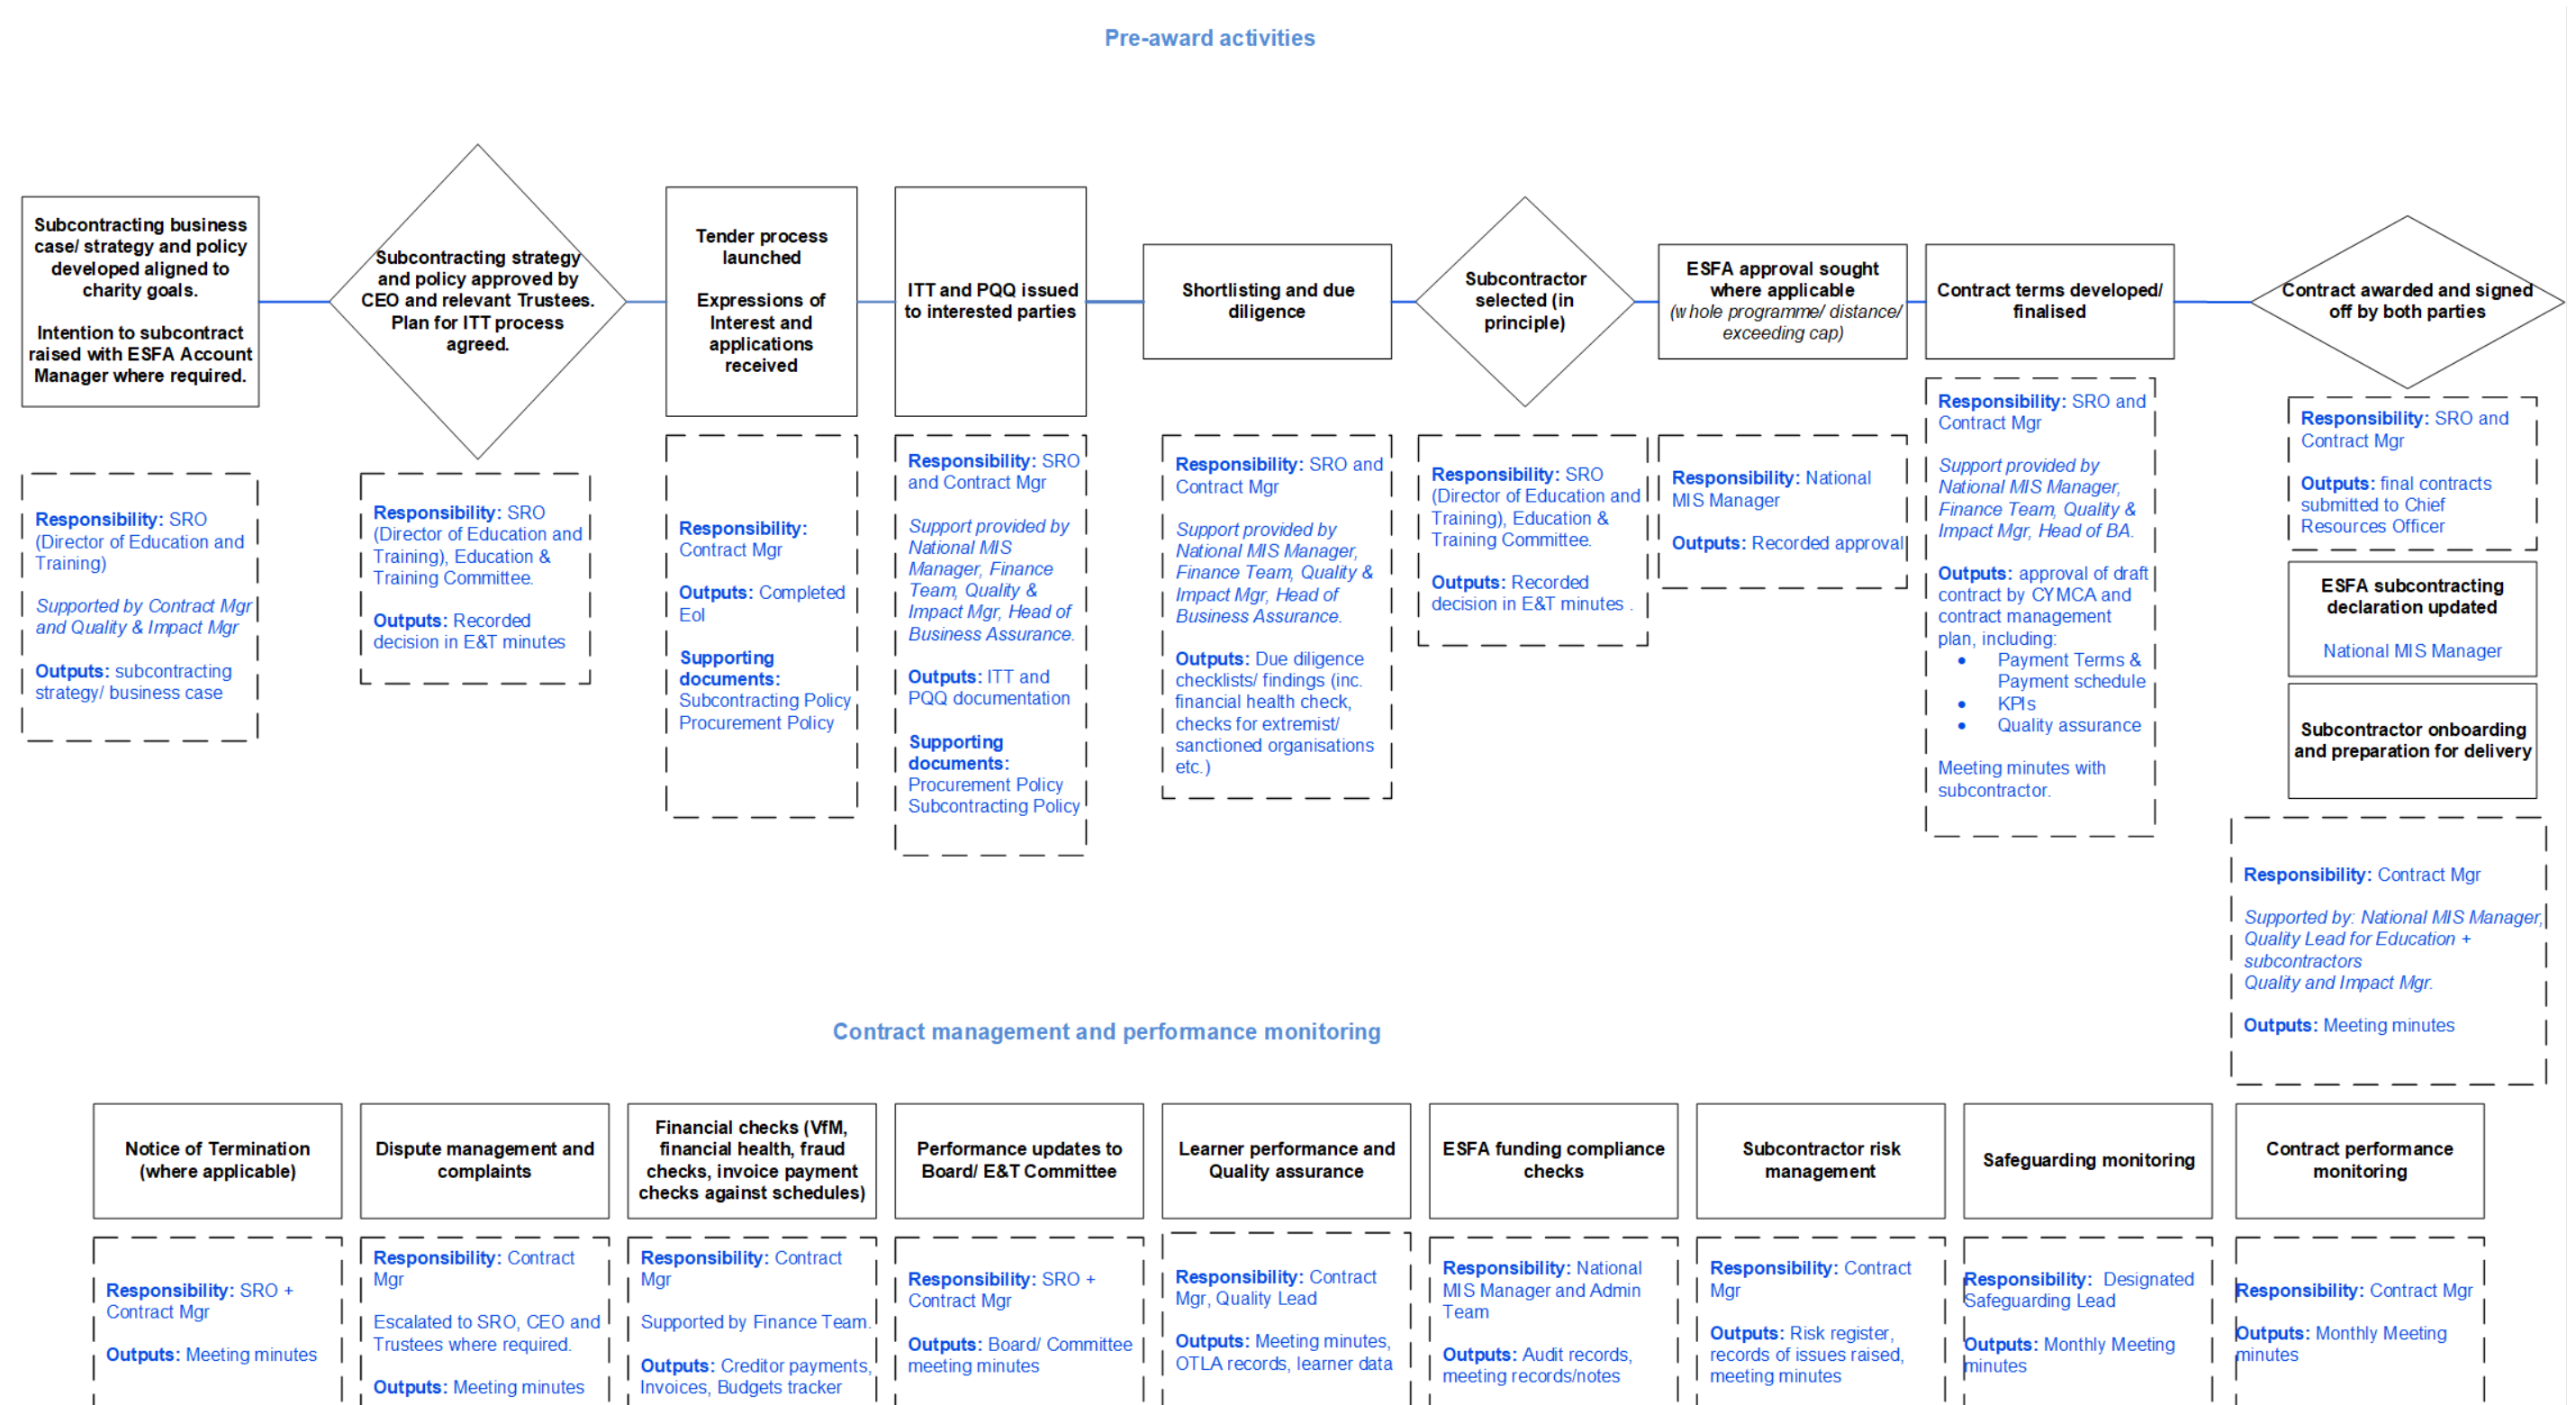 Pre-award activities
Subcontracting business
case/ strategy and policy
developed aligned to
charity goals.
Intention to subcontract
raised with ESFA Account
Manager where required.
Subcontracting strategy
and policy approved by
CEO and relevant Trustees.
Plan for ITT process
agreed.
Tender process
launched
Expressions of
Interest and
applications
received
ITT and PQQ issued
to interested parties
Shortlisting and due
diligence
Subcontractor
selected (in
principle)
ESFA approval sought
where applicable
(whole programme/ distance/
exceeding cap)
Contract terms developed/
finalised
Contract awarded and signed
off by both parties
Responsibility: SRO
(Director of Education and
Training)
Supported by Contract Mgr
and Quality & Impact Mgr
Outputs: subcontracting
strategy/ business case
Responsibility: SRO
(Director of Education and
Training), Education &
Training Committee.
Outputs: Recorded
decision in E&T minutes
Responsibility:
Contract Mgr
Outputs: Completed
EoI
Supporting
documents:
Subcontracting Policy
Procurement Policy
Responsibility: SRO
and Contract Mgr
Support provided by
National MIS
Manager, Finance
Team, Quality &
Impact Mgr, Head of
Business Assurance.
Outputs: ITT and
PQQ documentation
Supporting
documents:
Procurement Policy
Subcontracting Policy
Responsibility: SRO and
Contract Mgr
Support provided by
National MIS Manager,
Finance Team, Quality &
Impact Mgr, Head of
Business Assurance.
Outputs: Due diligence
checklists/ findings (inc.
financial health check,
checks for extremist/
sanctioned organisations
etc.)
Responsibility: SRO
(Director of Education and
Training), Education &
Training Committee.
Outputs: Recorded
decision in E&T minutes .
Responsibility: National
MIS Manager
Outputs: Recorded approval
Responsibility: SRO and
Contract Mgr
Support provided by
National MIS Manager,
Finance Team, Quality &
Impact Mgr, Head of BA.
Outputs: approval of draft
contract by CYMCA and
contract management
plan, including:
• Payment Terms &
Payment schedule
• KPIs
• Quality assurance
Meeting minutes with
subcontractor.
Responsibility: SRO and
Contract Mgr
Outputs: final contracts
submitted to Chief
Resources Officer
ESFA subcontracting
declaration updated
National MIS Manager
Subcontractor onboarding
and preparation for delivery
Responsibility: Contract Mgr
Supported by: National MIS Manager,
Quality Lead for Education +
subcontractors
Quality and Impact Mgr.
Outputs: Meeting minutes
Contract management and performance monitoring
Notice of Termination
(where applicable)
Dispute management and
complaints
Financial checks (VfM,
financial health, fraud
checks, invoice payment
checks against schedules)
Performance updates to
Board/ E&T Committee
Learner performance and
Quality assurance
ESFA funding compliance
checks
Subcontractor risk
management
Safeguarding monitoring
Contract performance
monitoring
Responsibility: SRO +
Contract Mgr
Outputs: Meeting minutes
Responsibility: Contract
Mgr
Escalated to SRO, CEO and
Trustees where required.
Outputs: Meeting minutes
Responsibility: Contract
Mgr
Supported by Finance Team.
Outputs: Creditor payments,
Invoices, Budgets tracker
Responsibility: SRO +
Contract Mgr
Outputs: Board/ Committee
meeting minutes
Responsibility: Contract
Mgr, Quality Lead
Outputs: Meeting minutes,
OTLA records, learner data
Responsibility: National
MIS Manager and Admin
Team
Outputs: Audit records,
meeting records/notes
Responsibility: Contract
Mgr
Outputs: Risk register,
records of issues raised,
meeting minutes
Responsibility: Designated
Safeguarding Lead
Outputs: Monthly Meeting
minutes
Responsibility: Contract Mgr
Outputs: Monthly Meeting
minutes